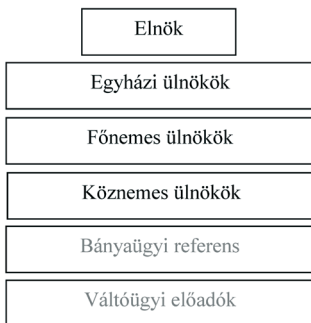 Elnök
Egyházi ülnökök
Főnemes ülnökök
Köznemes ülnökök
Bányaügyi referens
Váltóügyi előadók